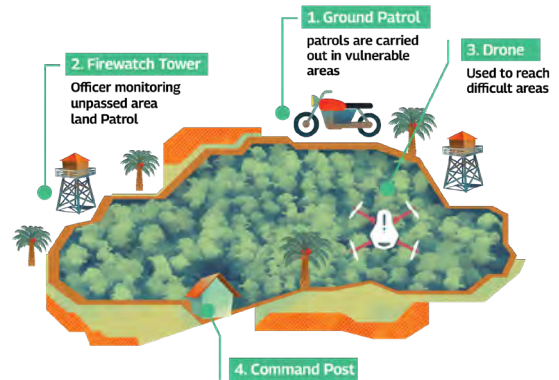 1. Ground Patrol
patrols are carried
out in vulnerable
areas
2. Firewatch Tower
Officer monitoring
unpassed area
land Patrol
3. Drone
Used to reach
difficult areas
4. Command Post